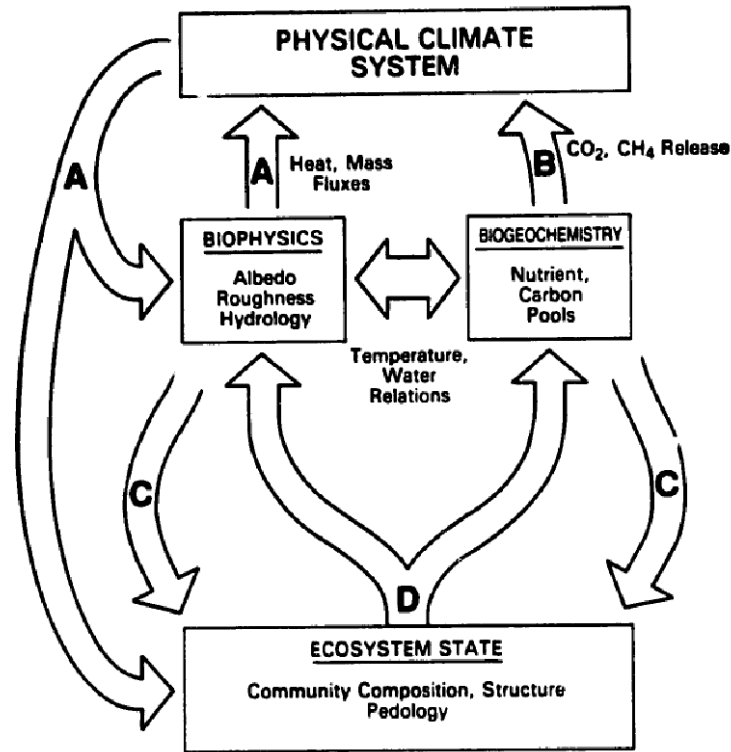 PHYSICAL CLIMATE
SYSTEM
A
A
Heat, Mass
Fluxes
B
CO₂, CH₄ Release
BIOPHYSICS
Albedo
Roughness
Hydrology
BIOGEOCHEMISTRY
Nutrient,
Carbon
Pools
Temperature,
Water
Relations
C
C
D
ECOSYSTEM STATE
Community Composition, Structure
Pedology